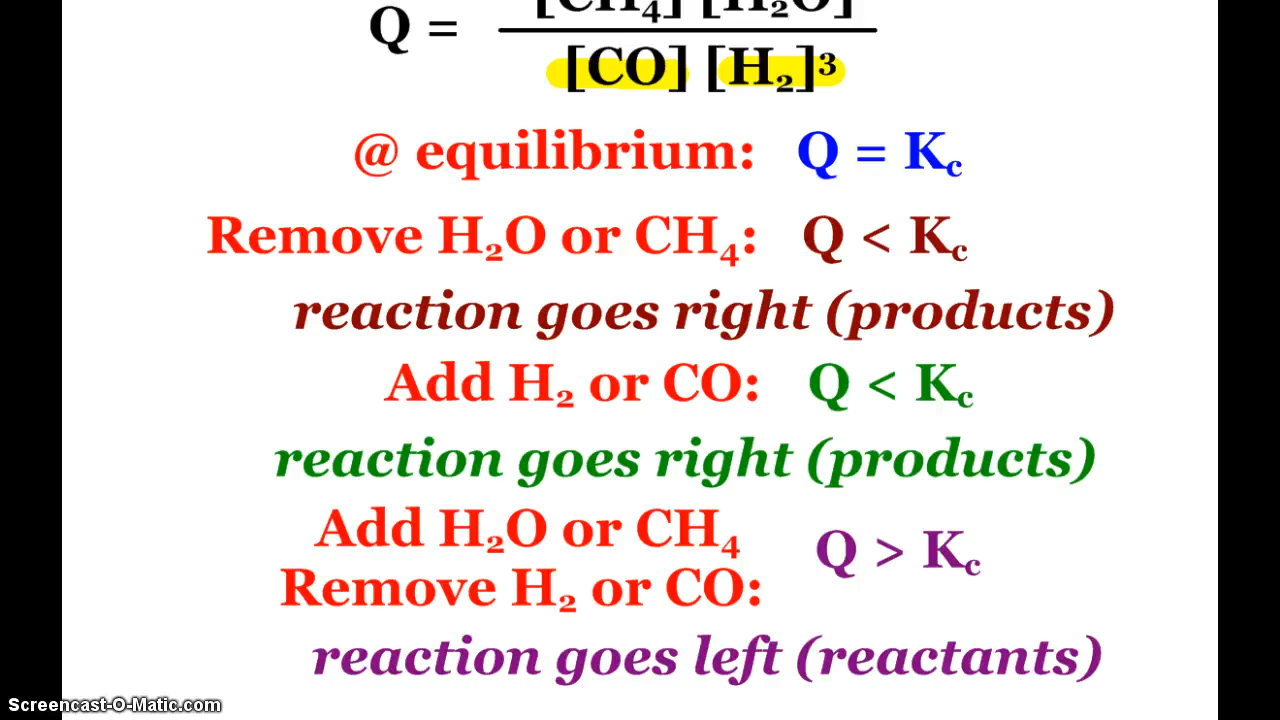 [CH₄] [H₂O]
Q =
[CO] [H₂]³
@ equilibrium: Q = Kc
Remove H₂O or CH₄: Q < Kc
reaction goes right (products)
Add H₂ or CO: Q < Kc
reaction goes right (products)
Add H₂O or CH₄
Q > Kc
Remove H₂ or CO:
reaction goes left (reactants)
Screencast-O-Matic.com